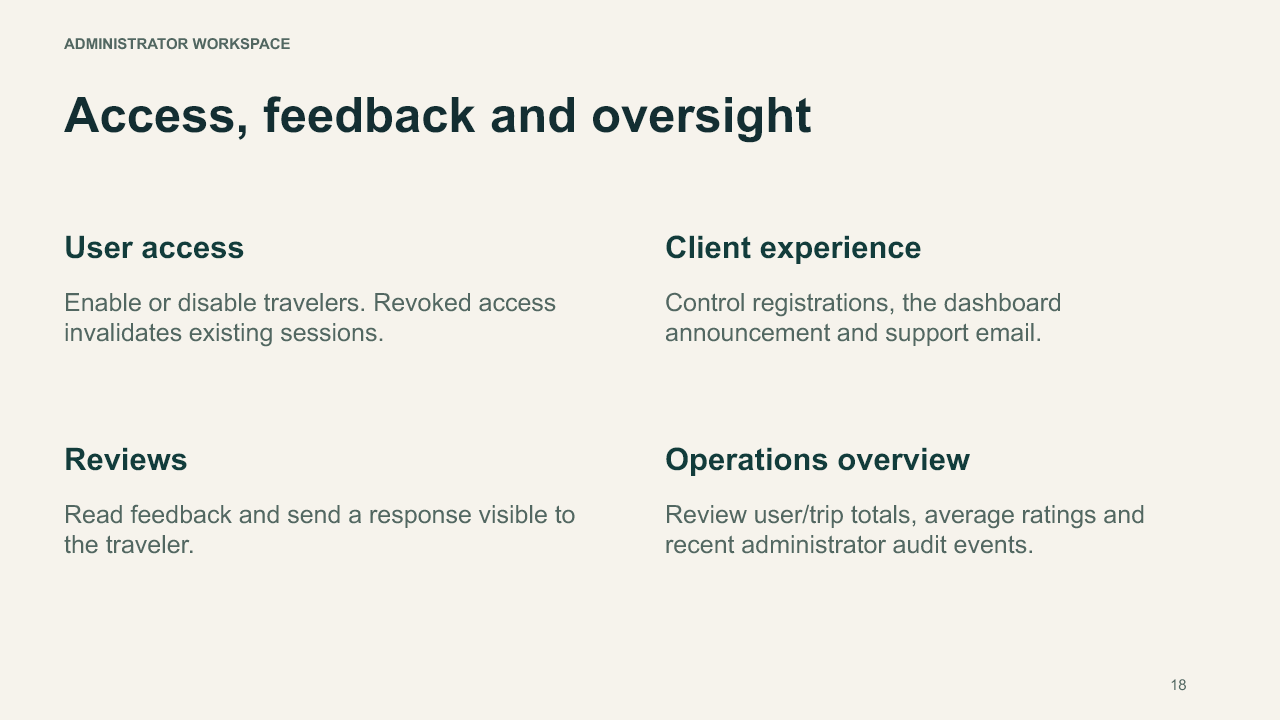 ADMINISTRATOR WORKSPACE
Access, feedback and oversight
User access
Enable or disable travelers. Revoked access
invalidates existing sessions.
Client experience
Control registrations, the dashboard
announcement and support email.
Reviews
Read feedback and send a response visible to
the traveler.
Operations overview
Review user/trip totals, average ratings and
recent administrator audit events.
18